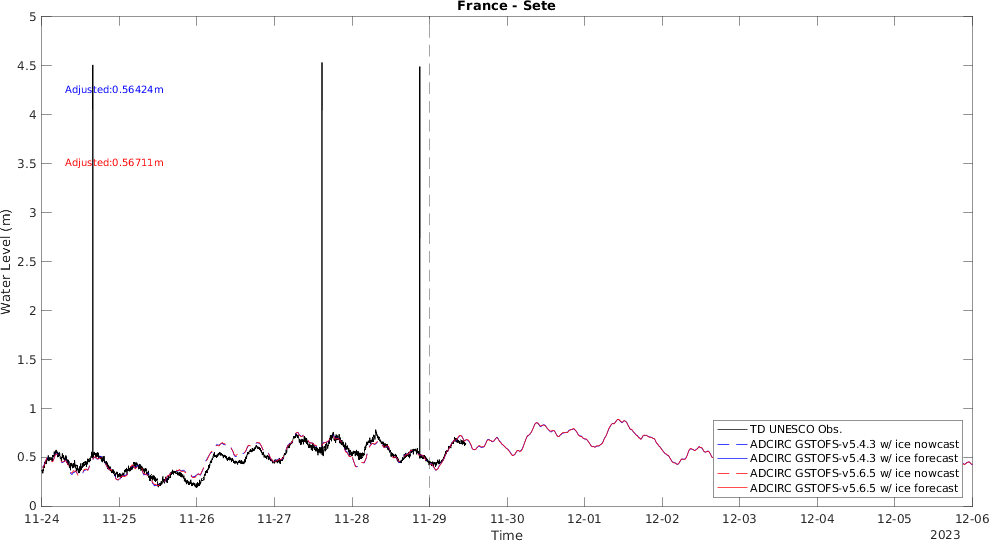 France - Sete
5
4.5
4
3.5
3
2.5
2
1.5
1
0.5
0
Water Level (m)
Adjusted:0.56424m
Adjusted:0.56711m
TD UNESCO Obs.
ADCIRC GSTOFS-v5.4.3 w/ ice nowcast
ADCIRC GSTOFS-v5.4.3 w/ ice forecast
ADCIRC GSTOFS-v5.6.5 w/ ice nowcast
ADCIRC GSTOFS-v5.6.5 w/ ice forecast
11-24 11-25 11-26 11-27 11-28 11-29 11-30 12-01 12-02 12-03 12-04 12-05 12-06
Time 2023